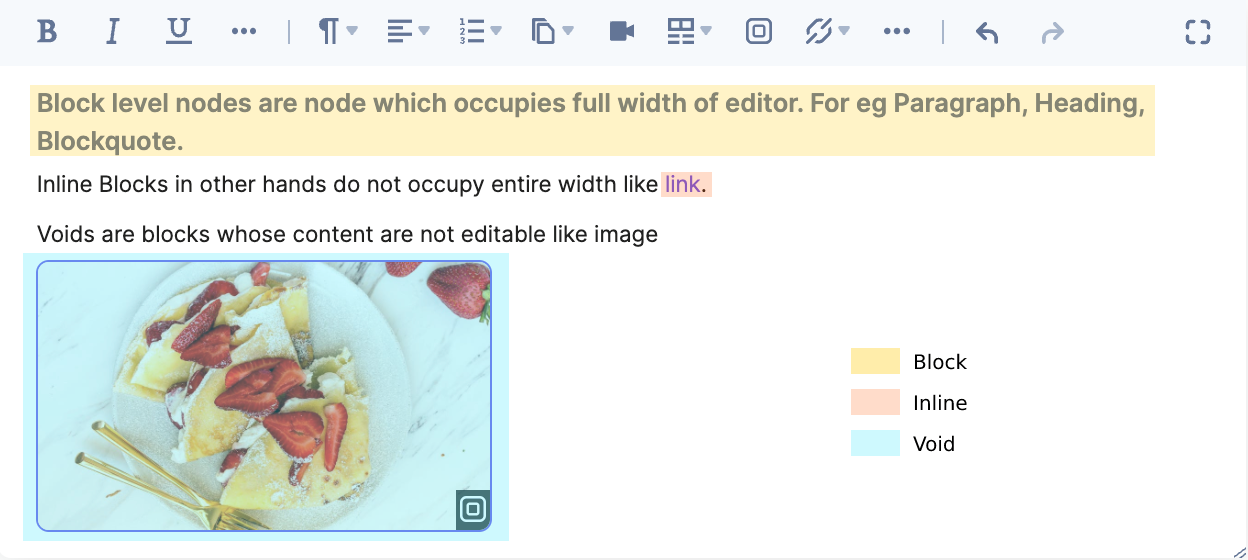 B I U
Block level nodes are node which occupies full width of editor. For eg Paragraph, Heading,
Blockquote.
Inline Blocks in other hands do not occupy entire width like link.
Voids are blocks whose content are not editable like image
Block
Inline
Void